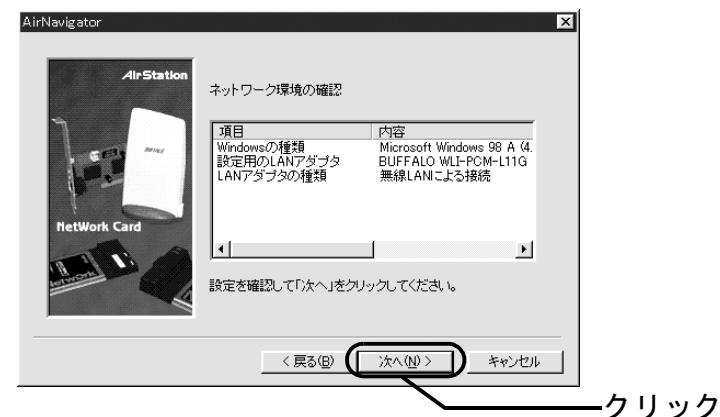 AirNavigator
AirStation
ネットワーク環境の確認
項目 内容
Windowsの種類 Microsoft Windows 98 A (4.
設定用のLANアダプタ BUFFALO WLI-PCM-L11G
LANアダプタの種類 無線LANによる接続
BUFFALO
NetWork Card
NetWork
設定を確認して「次へ」をクリックしてください。
< 戻る(B) 次へ(N) > キャンセル
クリック